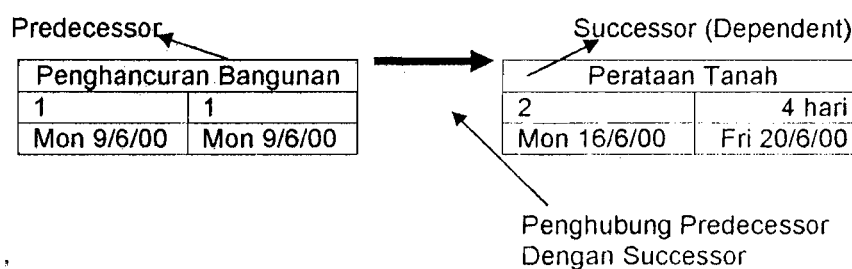 Predecessor
Successor (Dependent)
Penghancuran Bangunan
1 1
Mon 9/6/00 Mon 9/6/00
Perataan Tanah
2 4 hari
Mon 16/6/00 Fri 20/6/00
Penghubung Predecessor
Dengan Successor